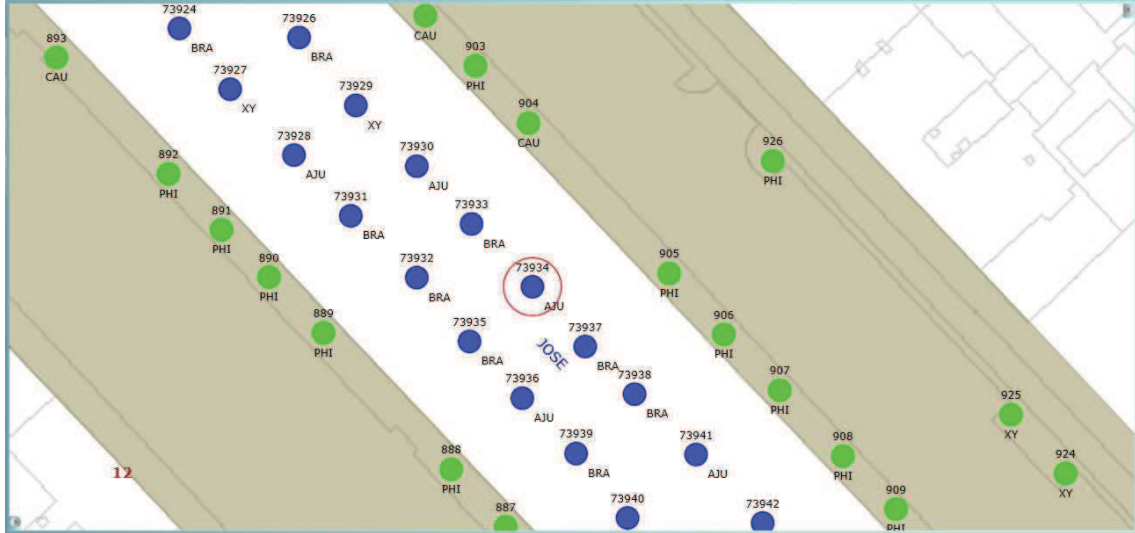 73924
BRA
73926
BRA
CAU
893
CAU
903
PHI
73927
XY
73929
XY
904
CAU
73928
AJU
73930
AJU
926
PHI
892
PHI
73931
BRA
73933
BRA
891
PHI
890
PHI
73932
BRA
73934
AJU
905
PHI
889
PHI
73935
BRA
JOSE
73937
BRA
906
PHI
73936
AJU
73938
BRA
907
PHI
925
XY
73939
BRA
73941
AJU
908
PHI
924
XY
888
PHI
12
887
73940
73942
909
PHI